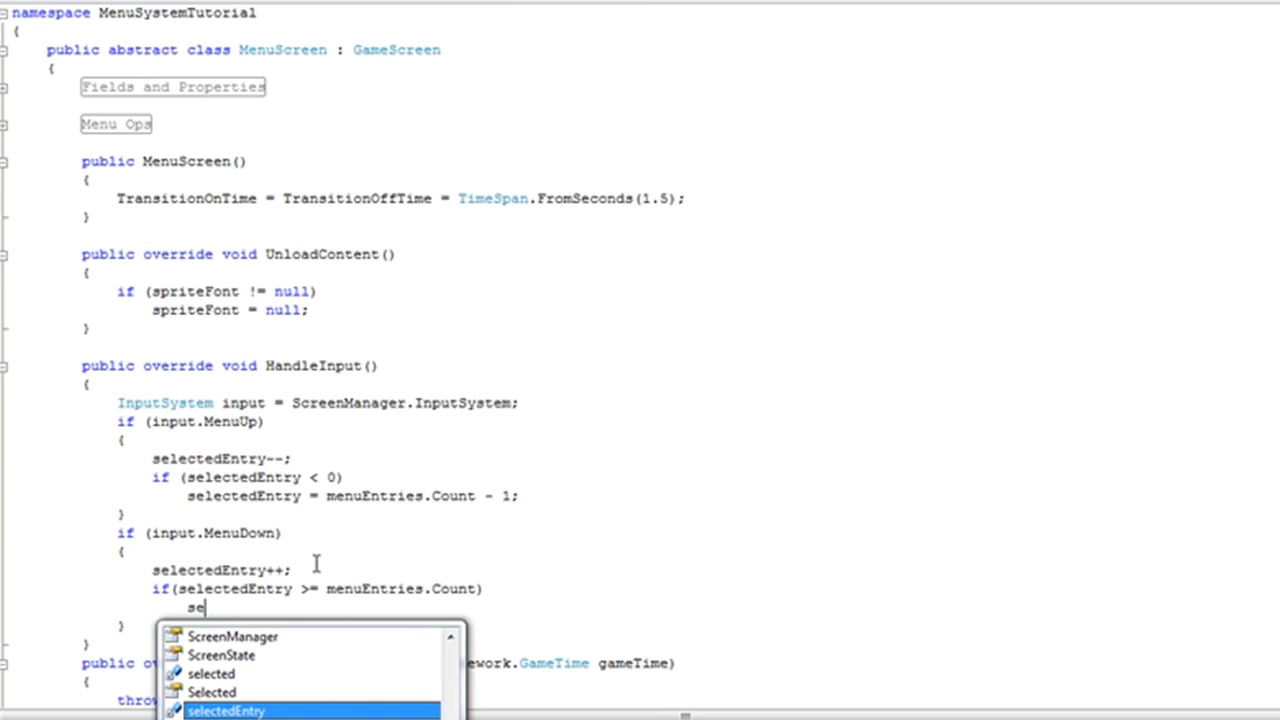 namespace MenuSystemTutorial
{
public abstract class MenuScreen : GameScreen
{
Fields and Properties
Menu Ops
public MenuScreen()
{
TransitionOnTime = TransitionOffTime = TimeSpan.FromSeconds(1.5);
}
public override void UnloadContent()
{
if (spriteFont != null)
spriteFont = null;
}
public override void HandleInput()
{
InputSystem input = ScreenManager.InputSystem;
if (input.MenuUp)
{
selectedEntry--;
if (selectedEntry < 0)
selectedEntry = menuEntries.Count - 1;
}
if (input.MenuDown)
{
selectedEntry++;
if(selectedEntry >= menuEntries.Count)
se
}
ScreenManager
}
ScreenState
public ov ework.GameTime gameTime)
selected
{
Selected
throw
selectedEntry